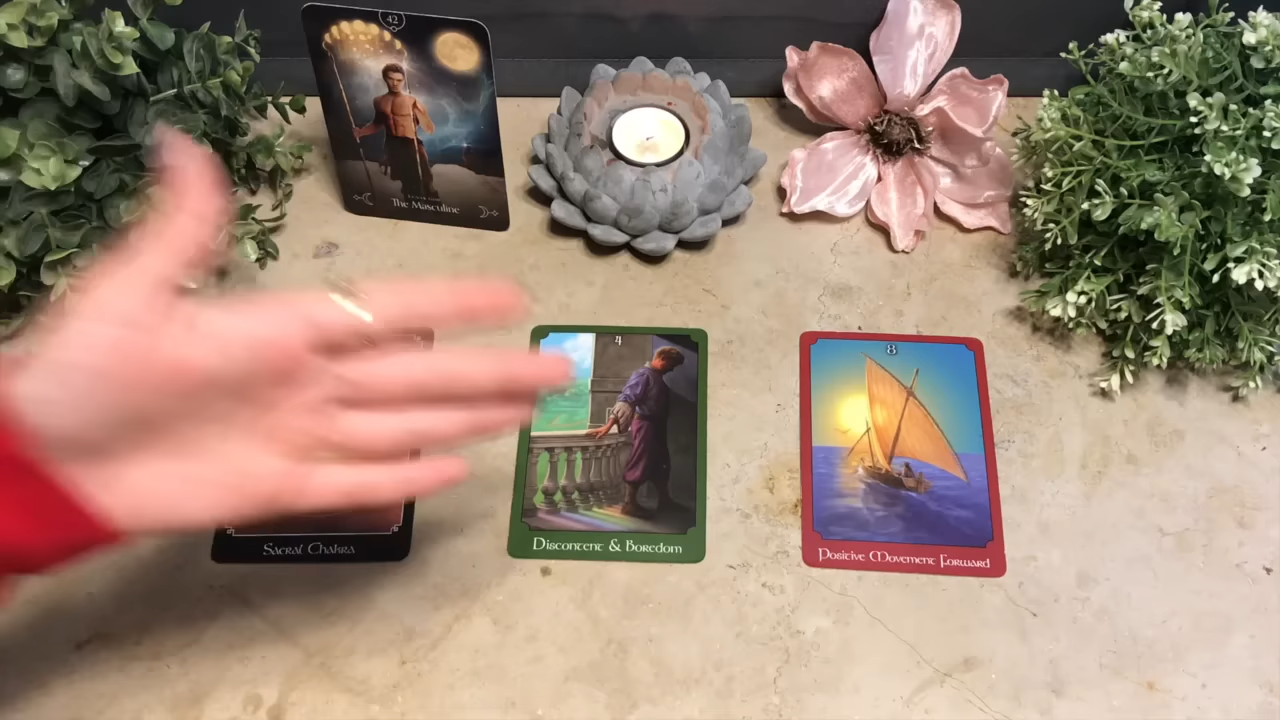 42
The Masculine
4
8
Sacral Chakra
Discontent & Boredom
Positive Movement Forward